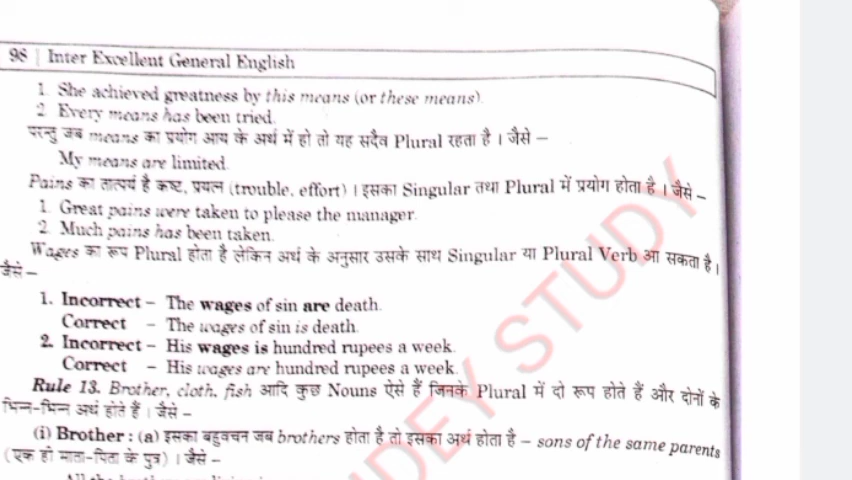 98 | Inter Excellent General English
1. She achieved greatness by this means (or these means).
2. Every means has been tried.
परन्तु जब means का प्रयोग आय के अर्थ में हो तो यह सदैव Plural रहता है । जैसे –
My means are limited.
Pains का तात्पर्य है कष्ट, प्रयत्न (trouble, effort) । इसका Singular तथा Plural में प्रयोग होता है । जैसे –
1. Great pains were taken to please the manager.
2. Much pains has been taken.
Wages का रूप Plural होता है लेकिन अर्थ के अनुसार उसके साथ Singular या Plural Verb आ सकता है ।
जैसे –
1. Incorrect – The wages of sin are death.
Correct – The wages of sin is death.
2. Incorrect – His wages is hundred rupees a week.
Correct – His wages are hundred rupees a week.
Rule 13. Brother, cloth, fish आदि कुछ Nouns ऐसे हैं जिनके Plural में दो रूप होते हैं और दोनों के
भिन्न-भिन्न अर्थ होते हैं । जैसे –
(i) Brother : (a) इसका बहुवचन जब brothers होता है तो इसका अर्थ होता है – sons of the same parents
(एक ही माता-पिता के पुत्र) । जैसे –
All the brothers
DEY STUDY